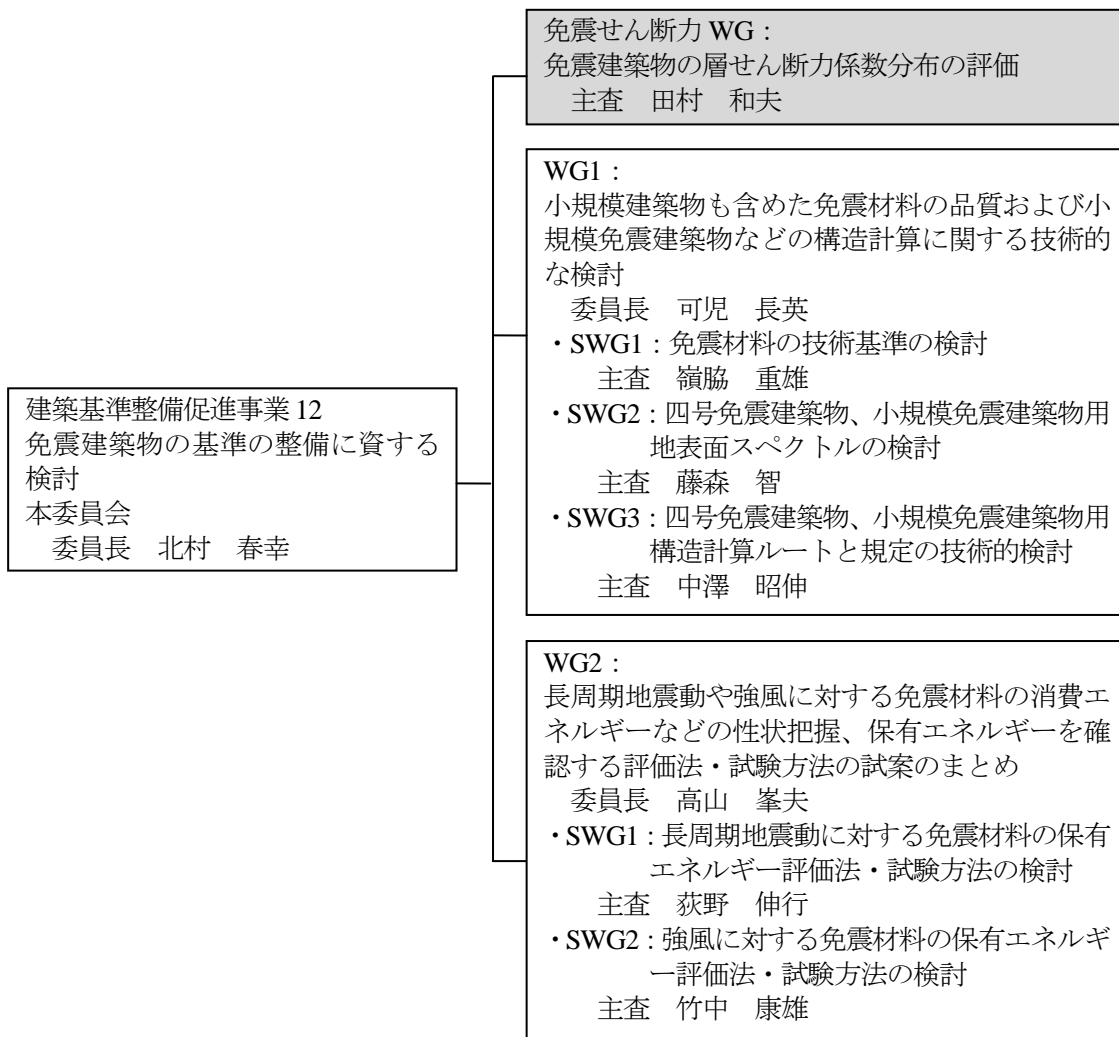 免震せん断力 WG：
免震建築物の層せん断力係数分布の評価
主査　田村　和夫
WG1：
小規模建築物も含めた免震材料の品質および小
規模免震建築物などの構造計算に関する技術的
な検討
委員長　可児　長英
・SWG1：免震材料の技術基準の検討
主査　嶺脇　重雄
・SWG2：四号免震建築物、小規模免震建築物用
地表面スペクトルの検討
主査　藤森　智
・SWG3：四号免震建築物、小規模免震建築物用
構造計算ルートと規定の技術的検討
主査　中澤　昭伸
建築基準整備促進事業 12
免震建築物の基準の整備に資する
検討
本委員会
委員長　北村　春幸
WG2：
長周期地震動や強風に対する免震材料の消費エ
ネルギーなどの性状把握、保有エネルギーを確
認する評価法・試験方法の試案のまとめ
委員長　高山　峯夫
・SWG1：長周期地震動に対する免震材料の保有
エネルギー評価法・試験方法の検討
主査　荻野　伸行
・SWG2：強風に対する免震材料の保有エネルギ
ー評価法・試験方法の検討
主査　竹中　康雄